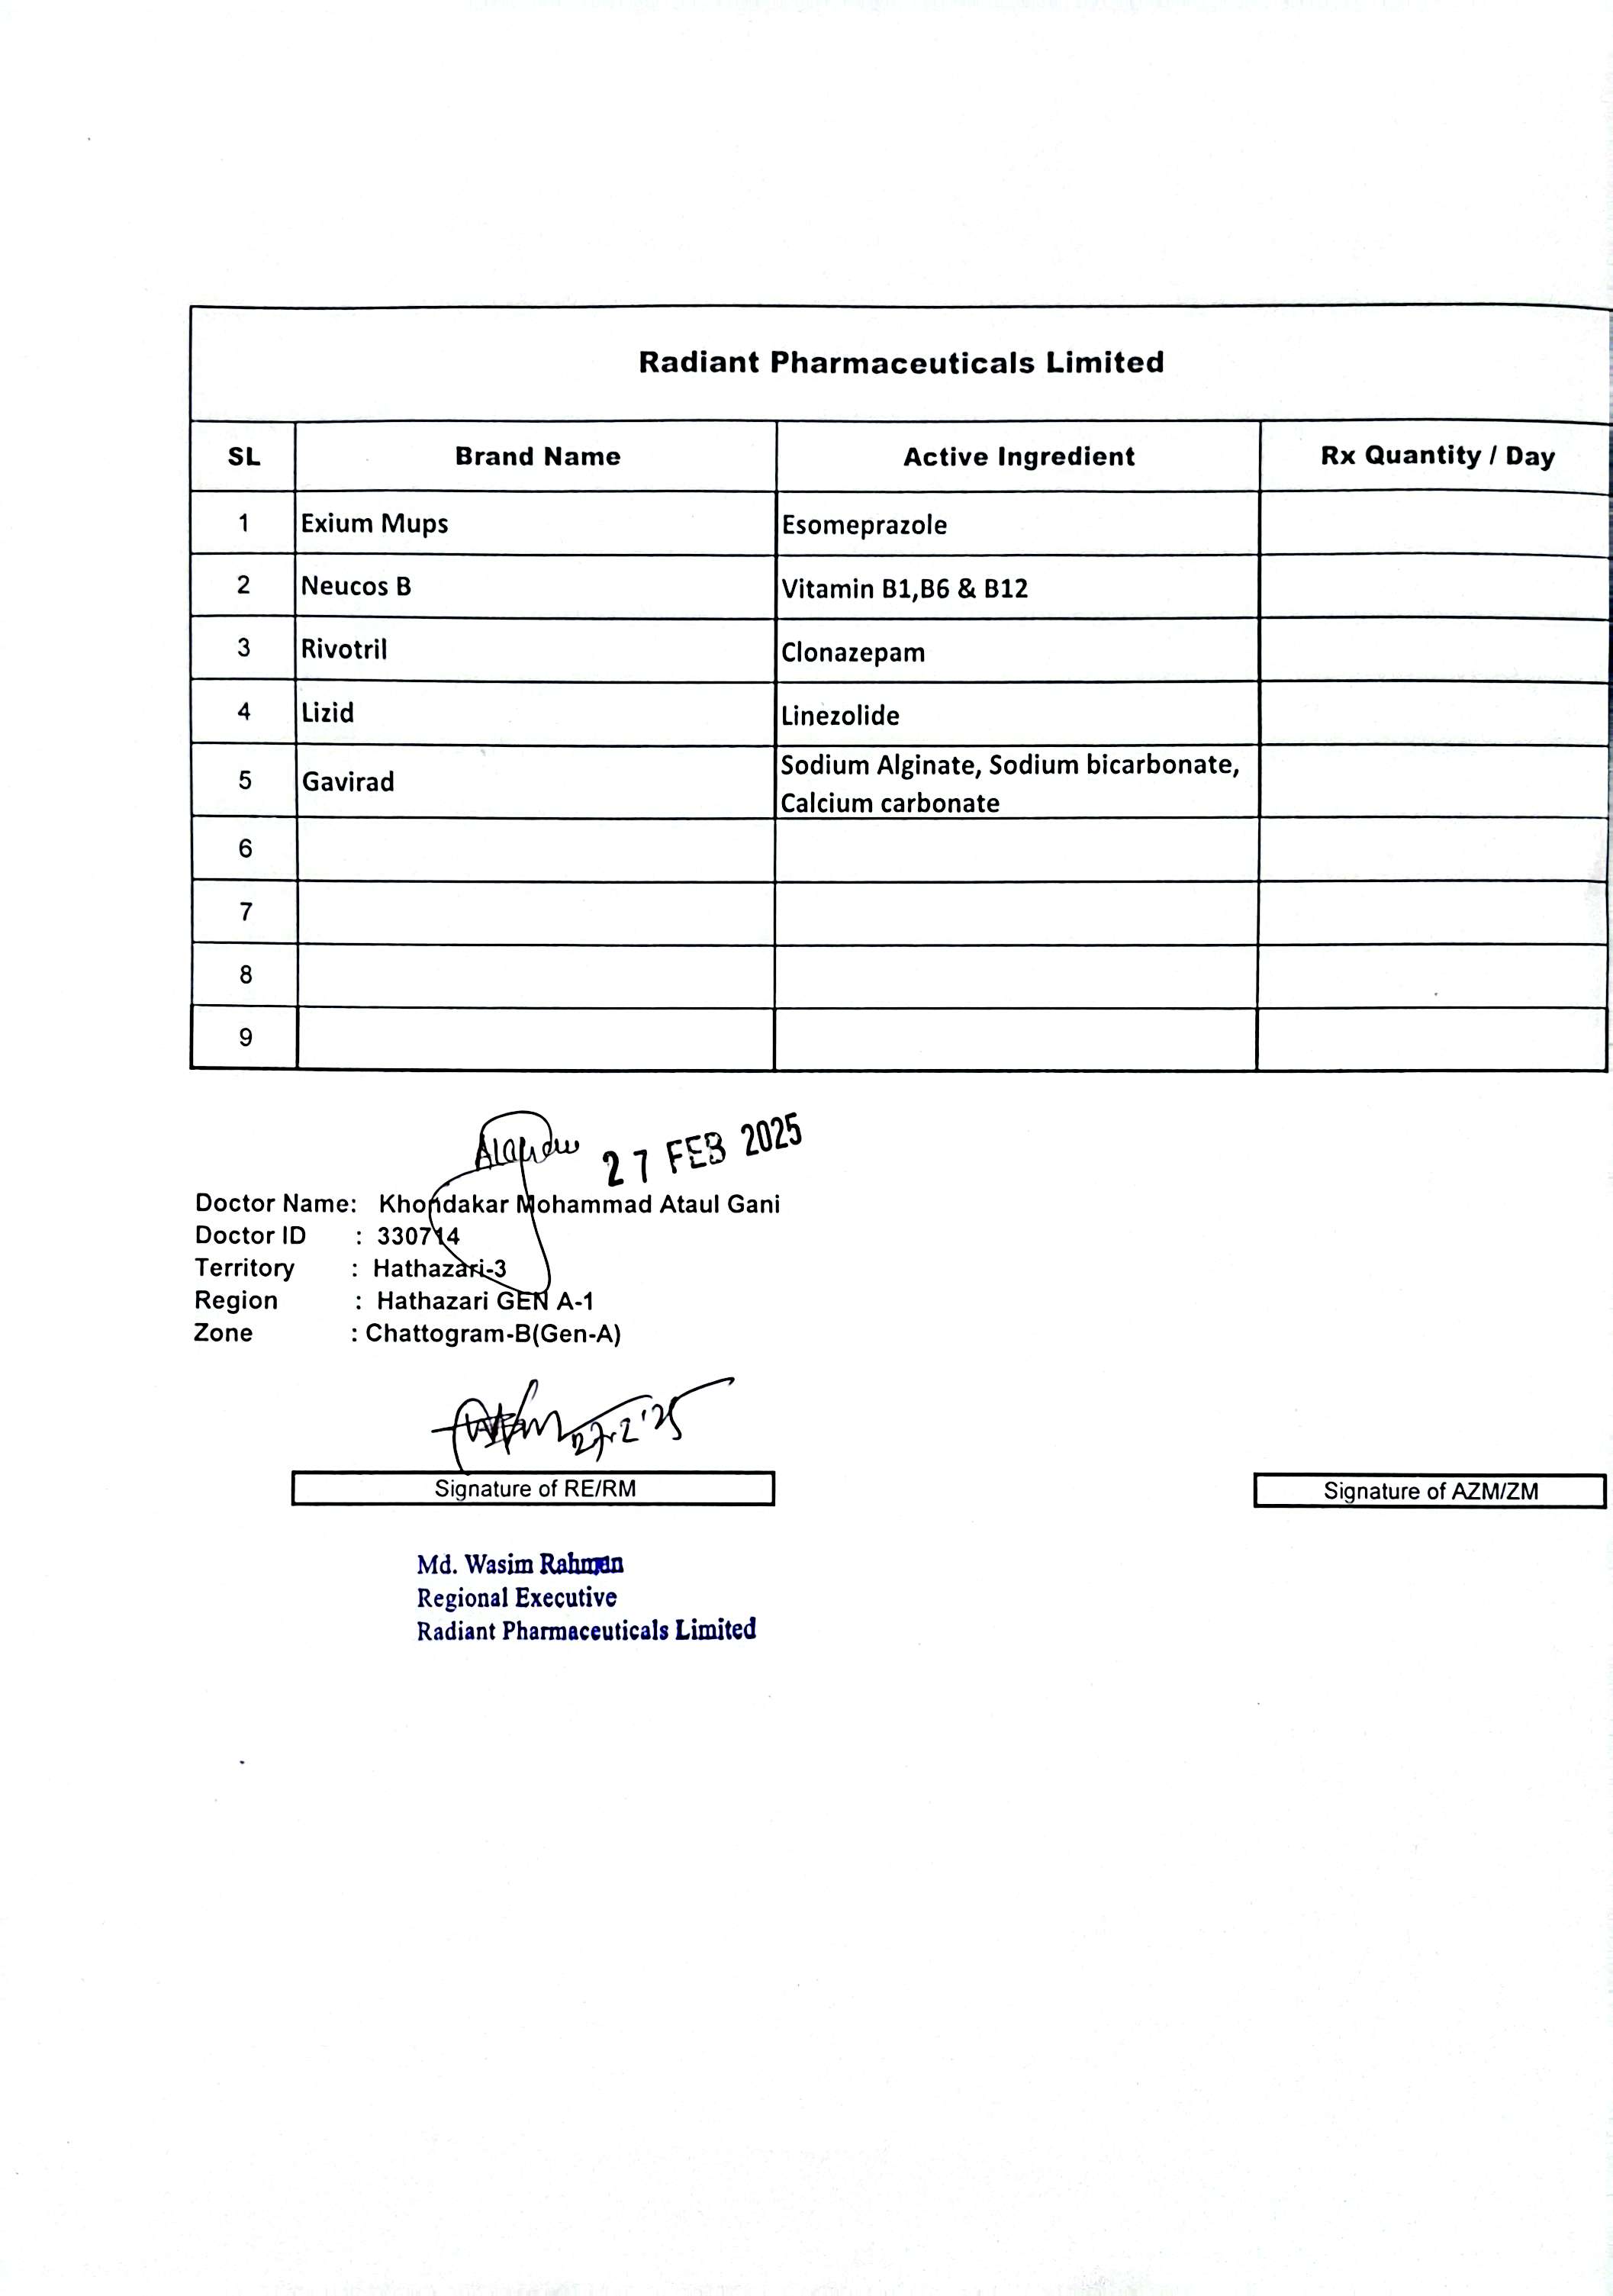 Radiant Pharmaceuticals Limited
SL Brand Name Active Ingredient Rx Quantity / Day
1 Exium Mups Esomeprazole
2 Neucos B Vitamin B1,B6 & B12
3 Rivotril Clonazepam
4 Lizid Linezolide
5 Gavirad Sodium Alginate, Sodium bicarbonate,
Calcium carbonate
6
7
8
9
27 FEB 2025
Doctor Name: Khondakar Mohammad Ataul Gani
Doctor ID : 330714
Territory : Hathazari-3
Region : Hathazari GEN A-1
Zone : Chattogram-B(Gen-A)
27.2'25
Signature of RE/RM Signature of AZM/ZM
Md. Wasim Rahman
Regional Executive
Radiant Pharmaceuticals Limited